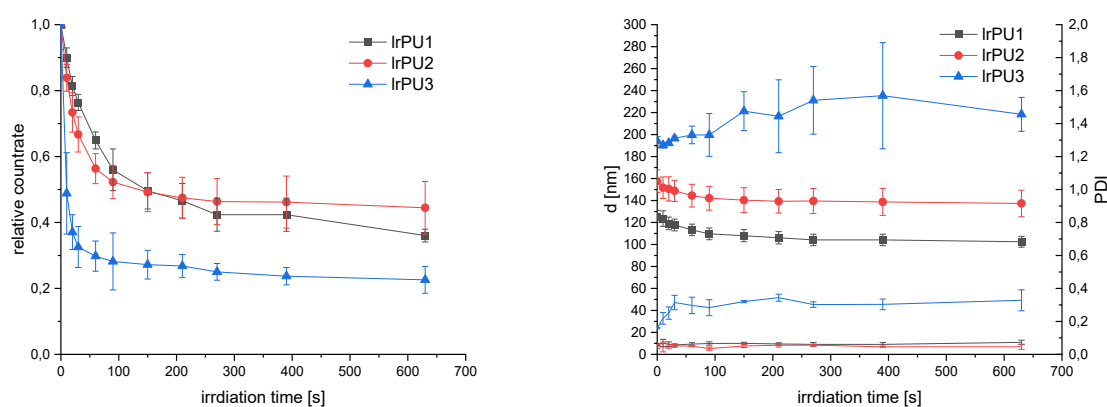 relative countrate
1,0
0,8
0,6
0,4
0,2
0,0
IrPU1
IrPU2
IrPU3
0 100 200 300 400 500 600 700
irrdiation time [s]
d [nm]
300
280
260
240
220
200
180
160
140
120
100
80
60
40
20
0
IrPU1
IrPU2
IrPU3
2,0
1,8
1,6
1,4
1,2
1,0
0,8
0,6
0,4
0,2
0,0
PDI
0 100 200 300 400 500 600 700
irrdiation time [s]